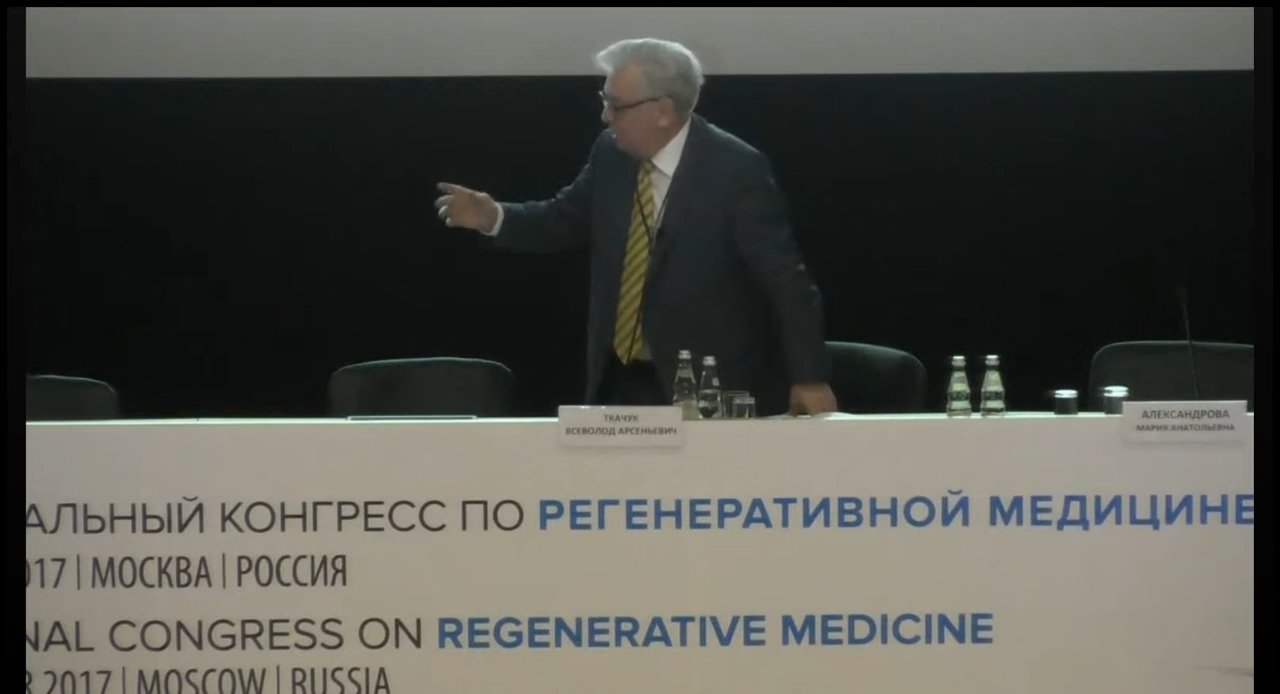 ТКАЧУК
ВСЕВОЛОД АРСЕНЬЕВИЧ
АЛЕКСАНДРОВА
МАРИЯ АНАТОЛЬЕВНА
АЛЬНЫЙ КОНГРЕСС ПО РЕГЕНЕРАТИВНОЙ МЕДИЦИНЕ
017 | МОСКВА | РОССИЯ
NAL CONGRESS ON REGENERATIVE MEDICINE
R 2017 | MOSCOW | RUSSIA